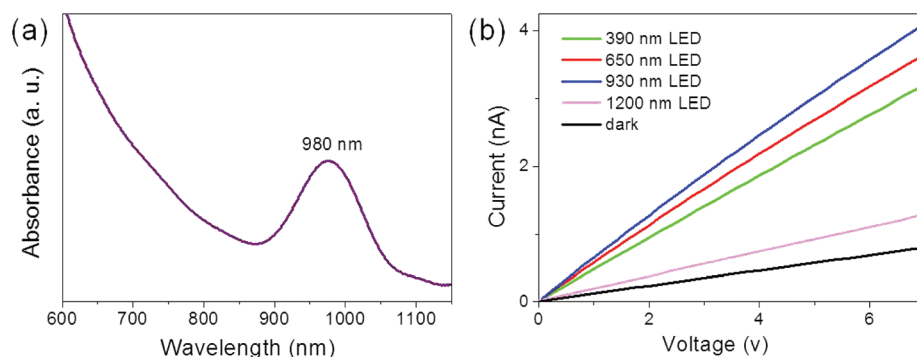 (a)
Absorbance (a. u.)
980 nm
600 700 800 900 1000 1100
Wavelength (nm)
(b)
390 nm LED
650 nm LED
930 nm LED
1200 nm LED
dark
Current (nA)
4
2
0
0 2 4 6
Voltage (v)